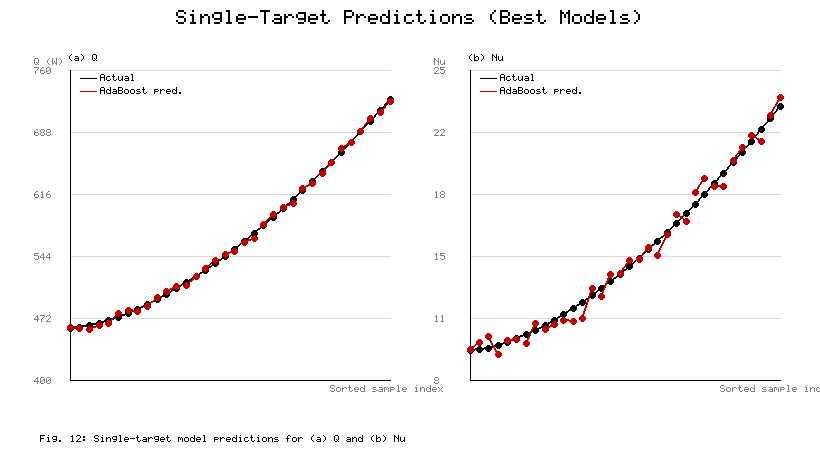 Single-Target Predictions (Best Models)
Q (W)
(a) Q
Nu
(b) Nu
760
25
Actual
Actual
AdaBoost pred.
AdaBoost pred.
688
22
616
18
544
15
472
11
400
8
Sorted sample index
Sorted sample inc
Fig. 12: Single-target model predictions for (a) Q and (b) Nu